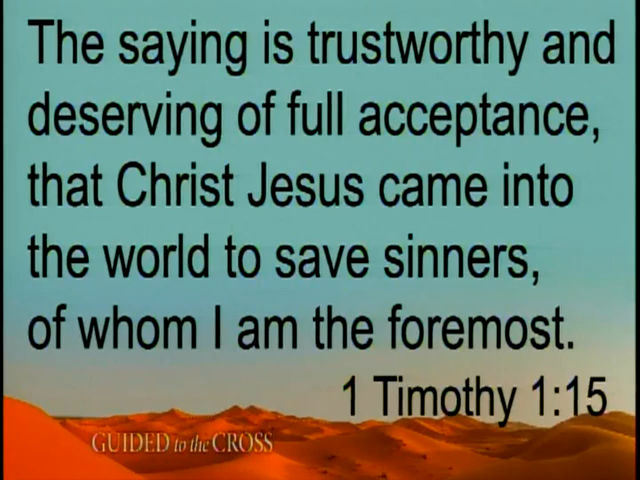 The saying is trustworthy and
deserving of full acceptance,
that Christ Jesus came into
the world to save sinners,
of whom I am the foremost.
1 Timothy 1:15
GUIDED to the CROSS